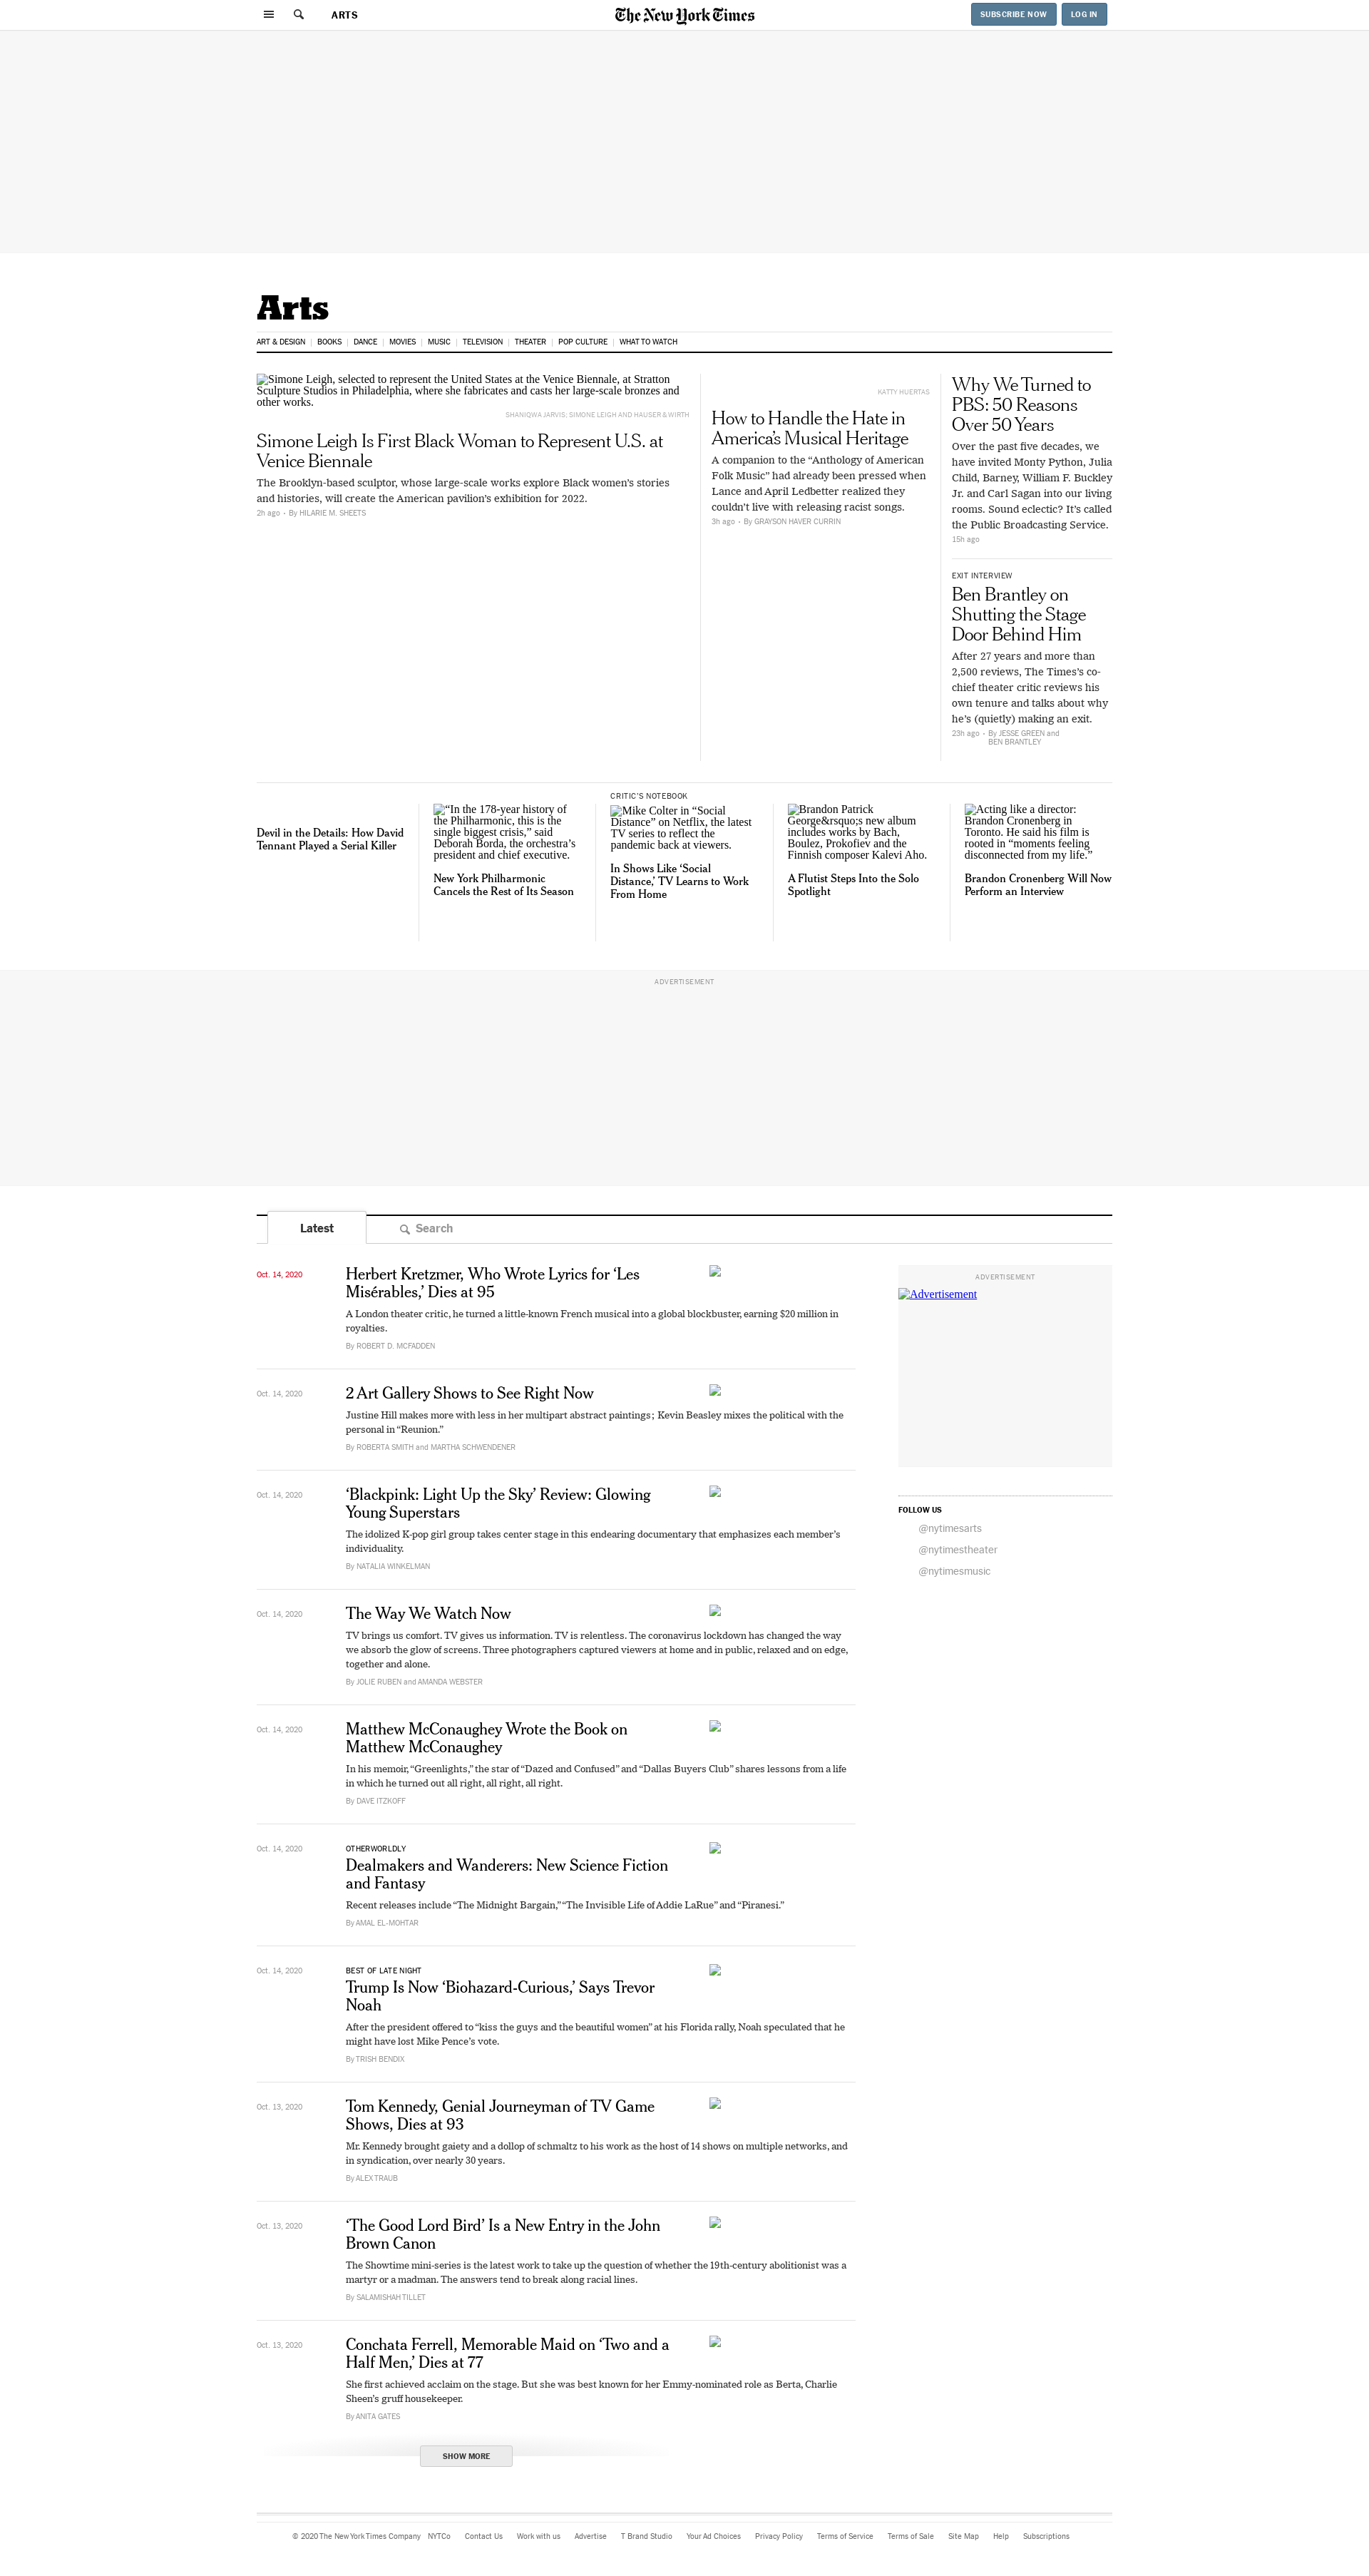 ARTS
The New York Times
SUBSCRIBE NOW
LOG IN
Arts
ART & DESIGN
BOOKS
DANCE
MOVIES
MUSIC
TELEVISION
THEATER
POP CULTURE
WHAT TO WATCH
Simone Leigh, selected to represent the United States at the Venice Biennale, at Stratton
Sculpture Studios in Philadelphia, where she fabricates and casts her large-scale bronzes and
other works.
SHANIQWA JARVIS; SIMONE LEIGH AND HAUSER & WIRTH
Simone Leigh Is First Black Woman to Represent U.S. at
Venice Biennale
The Brooklyn-based sculptor, whose large-scale works explore Black women's stories
and histories, will create the American pavilion's exhibition for 2022.
2h ago • By HILARIE M. SHEETS
KATTY HUERTAS
How to Handle the Hate in
America's Musical Heritage
A companion to the “Anthology of American
Folk Music” had already been pressed when
Lance and April Ledbetter realized they
couldn't live with releasing racist songs.
3h ago • By GRAYSON HAVER CURRIN
Why We Turned to
PBS: 50 Reasons
Over 50 Years
Over the past five decades, we
have invited Monty Python, Julia
Child, Barney, William F. Buckley
Jr. and Carl Sagan into our living
rooms. Sound eclectic? It's called
the Public Broadcasting Service.
15h ago
EXIT INTERVIEW
Ben Brantley on
Shutting the Stage
Door Behind Him
After 27 years and more than
2,500 reviews, The Times's co-
chief theater critic reviews his
own tenure and talks about why
he's (quietly) making an exit.
23h ago • By JESSE GREEN and
BEN BRANTLEY
Devil in the Details: How David
Tennant Played a Serial Killer
“In the 178-year history of
the Philharmonic, this is the
single biggest crisis,” said
Deborah Borda, the orchestra's
president and chief executive.
New York Philharmonic
Cancels the Rest of Its Season
CRITIC'S NOTEBOOK
Mike Colter in “Social
Distance” on Netflix, the latest
TV series to reflect the
pandemic back at viewers.
In Shows Like ‘Social
Distance,’ TV Learns to Work
From Home
Brandon Patrick
George&rsquo;s new album
includes works by Bach,
Boulez, Prokofiev and the
Finnish composer Kalevi Aho.
A Flutist Steps Into the Solo
Spotlight
Acting like a director:
Brandon Cronenberg in
Toronto. He said his film is
rooted in “moments feeling
disconnected from my life.”
Brandon Cronenberg Will Now
Perform an Interview
ADVERTISEMENT
Latest
Search
Oct. 14, 2020
Herbert Kretzmer, Who Wrote Lyrics for ‘Les
Misérables,’ Dies at 95
A London theater critic, he turned a little-known French musical into a global blockbuster, earning $20 million in
royalties.
By ROBERT D. MCFADDEN
Oct. 14, 2020
2 Art Gallery Shows to See Right Now
Justine Hill makes more with less in her multipart abstract paintings; Kevin Beasley mixes the political with the
personal in “Reunion.”
By ROBERTA SMITH and MARTHA SCHWENDENER
Oct. 14, 2020
‘Blackpink: Light Up the Sky’ Review: Glowing
Young Superstars
The idolized K-pop girl group takes center stage in this endearing documentary that emphasizes each member's
individuality.
By NATALIA WINKELMAN
Oct. 14, 2020
The Way We Watch Now
TV brings us comfort. TV gives us information. TV is relentless. The coronavirus lockdown has changed the way
we absorb the glow of screens. Three photographers captured viewers at home and in public, relaxed and on edge,
together and alone.
By JOLIE RUBEN and AMANDA WEBSTER
Oct. 14, 2020
Matthew McConaughey Wrote the Book on
Matthew McConaughey
In his memoir, “Greenlights,” the star of “Dazed and Confused” and “Dallas Buyers Club” shares lessons from a life
in which he turned out all right, all right, all right.
By DAVE ITZKOFF
Oct. 14, 2020
OTHERWORLDLY
Dealmakers and Wanderers: New Science Fiction
and Fantasy
Recent releases include “The Midnight Bargain,” “The Invisible Life of Addie LaRue” and “Piranesi.”
By AMAL EL-MOHTAR
Oct. 14, 2020
BEST OF LATE NIGHT
Trump Is Now ‘Biohazard-Curious,’ Says Trevor
Noah
After the president offered to “kiss the guys and the beautiful women” at his Florida rally, Noah speculated that he
might have lost Mike Pence's vote.
By TRISH BENDIX
Oct. 13, 2020
Tom Kennedy, Genial Journeyman of TV Game
Shows, Dies at 93
Mr. Kennedy brought gaiety and a dollop of schmaltz to his work as the host of 14 shows on multiple networks, and
in syndication, over nearly 30 years.
By ALEX TRAUB
Oct. 13, 2020
‘The Good Lord Bird’ Is a New Entry in the John
Brown Canon
The Showtime mini-series is the latest work to take up the question of whether the 19th-century abolitionist was a
martyr or a madman. The answers tend to break along racial lines.
By SALAMISHAH TILLET
Oct. 13, 2020
Conchata Ferrell, Memorable Maid on ‘Two and a
Half Men,’ Dies at 77
She first achieved acclaim on the stage. But she was best known for her Emmy-nominated role as Berta, Charlie
Sheen's gruff housekeeper.
By ANITA GATES
SHOW MORE
ADVERTISEMENT
Advertisement
FOLLOW US
@nytimesarts
@nytimestheater
@nytimesmusic
© 2020 The New York Times Company NYTCo Contact Us Work with us Advertise T Brand Studio Your Ad Choices Privacy Policy Terms of Service Terms of Sale Site Map Help Subscriptions